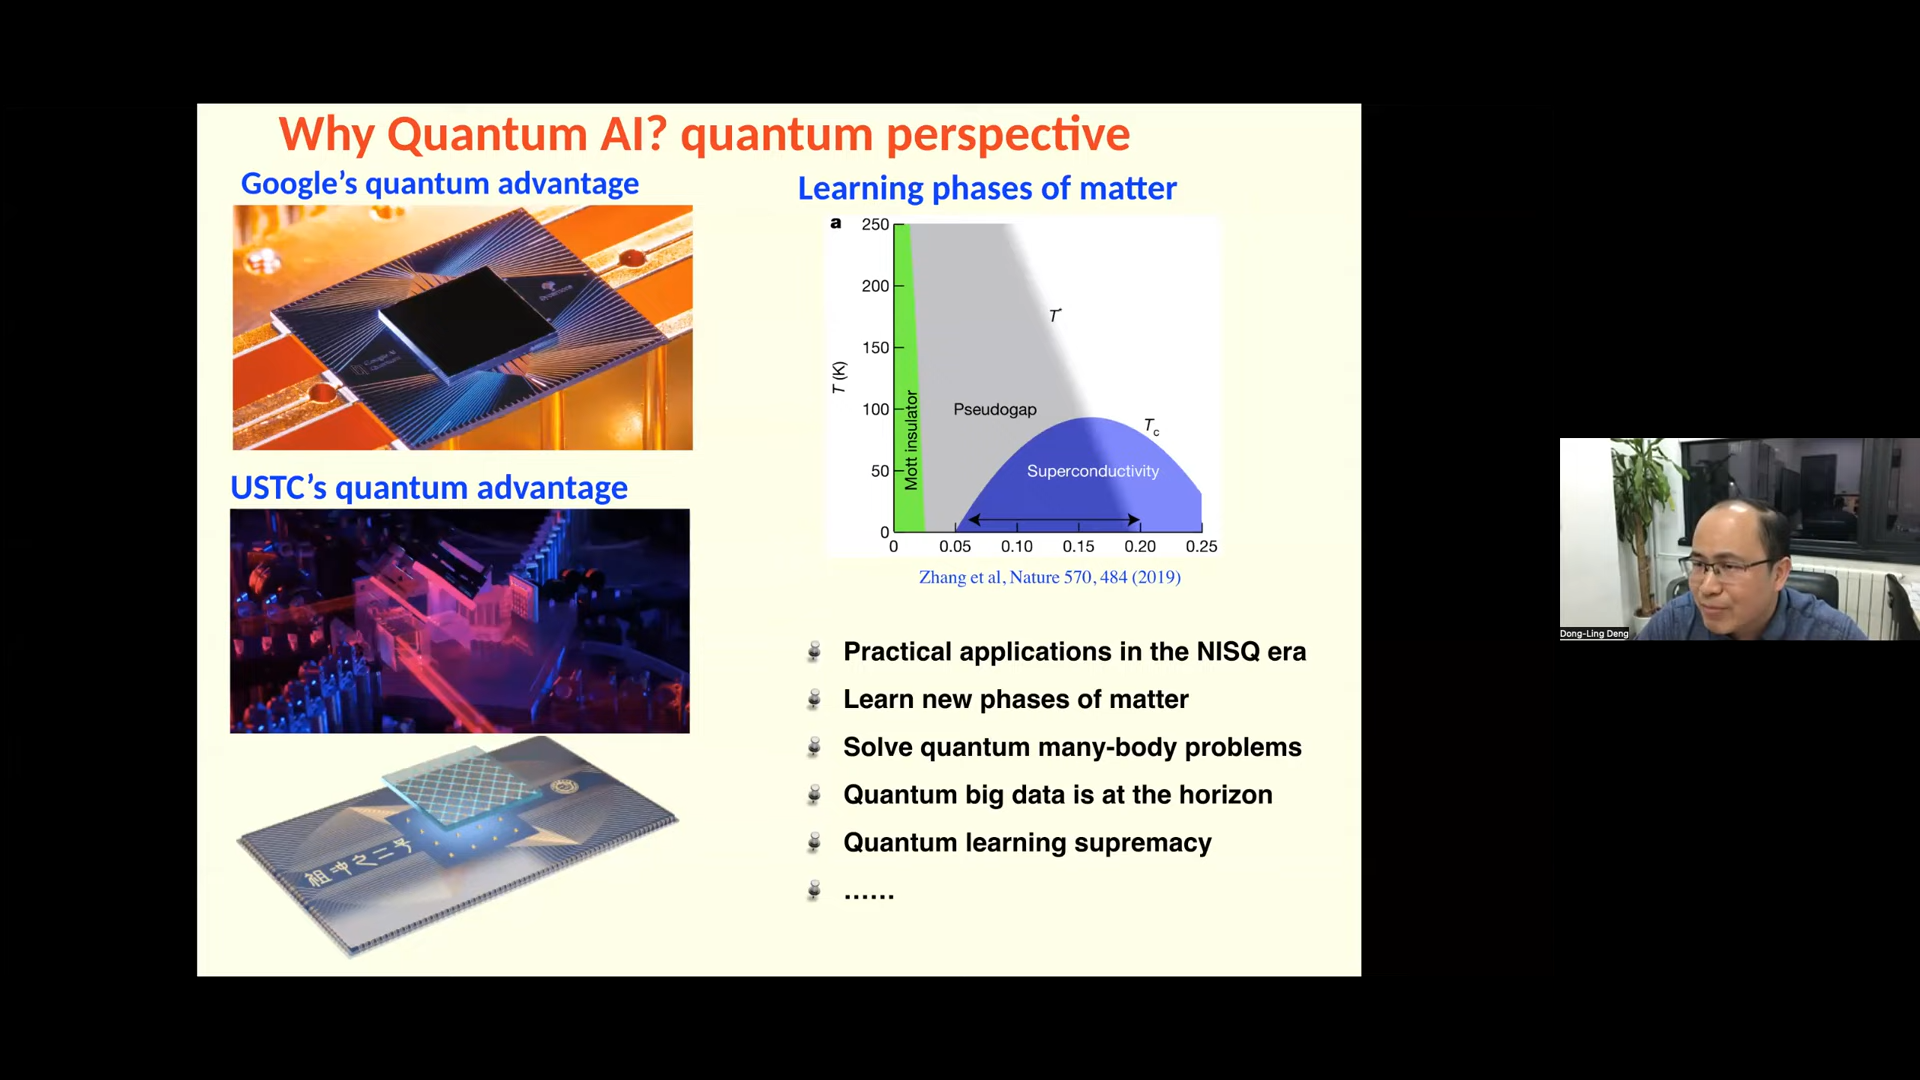 Why Quantum AI? quantum perspective
Google's quantum advantage
Google AI
Quantum
USTC's quantum advantage
祖冲之二号
Learning phases of matter
a
250
200
150
100
50
0
T (K)
Mott insulator
Pseudogap
T*
Tc
Superconductivity
0 0.05 0.10 0.15 0.20 0.25
Zhang et al, Nature 570, 484 (2019)
Practical applications in the NISQ era
Learn new phases of matter
Solve quantum many-body problems
Quantum big data is at the horizon
Quantum learning supremacy
......
Dong-Ling Deng